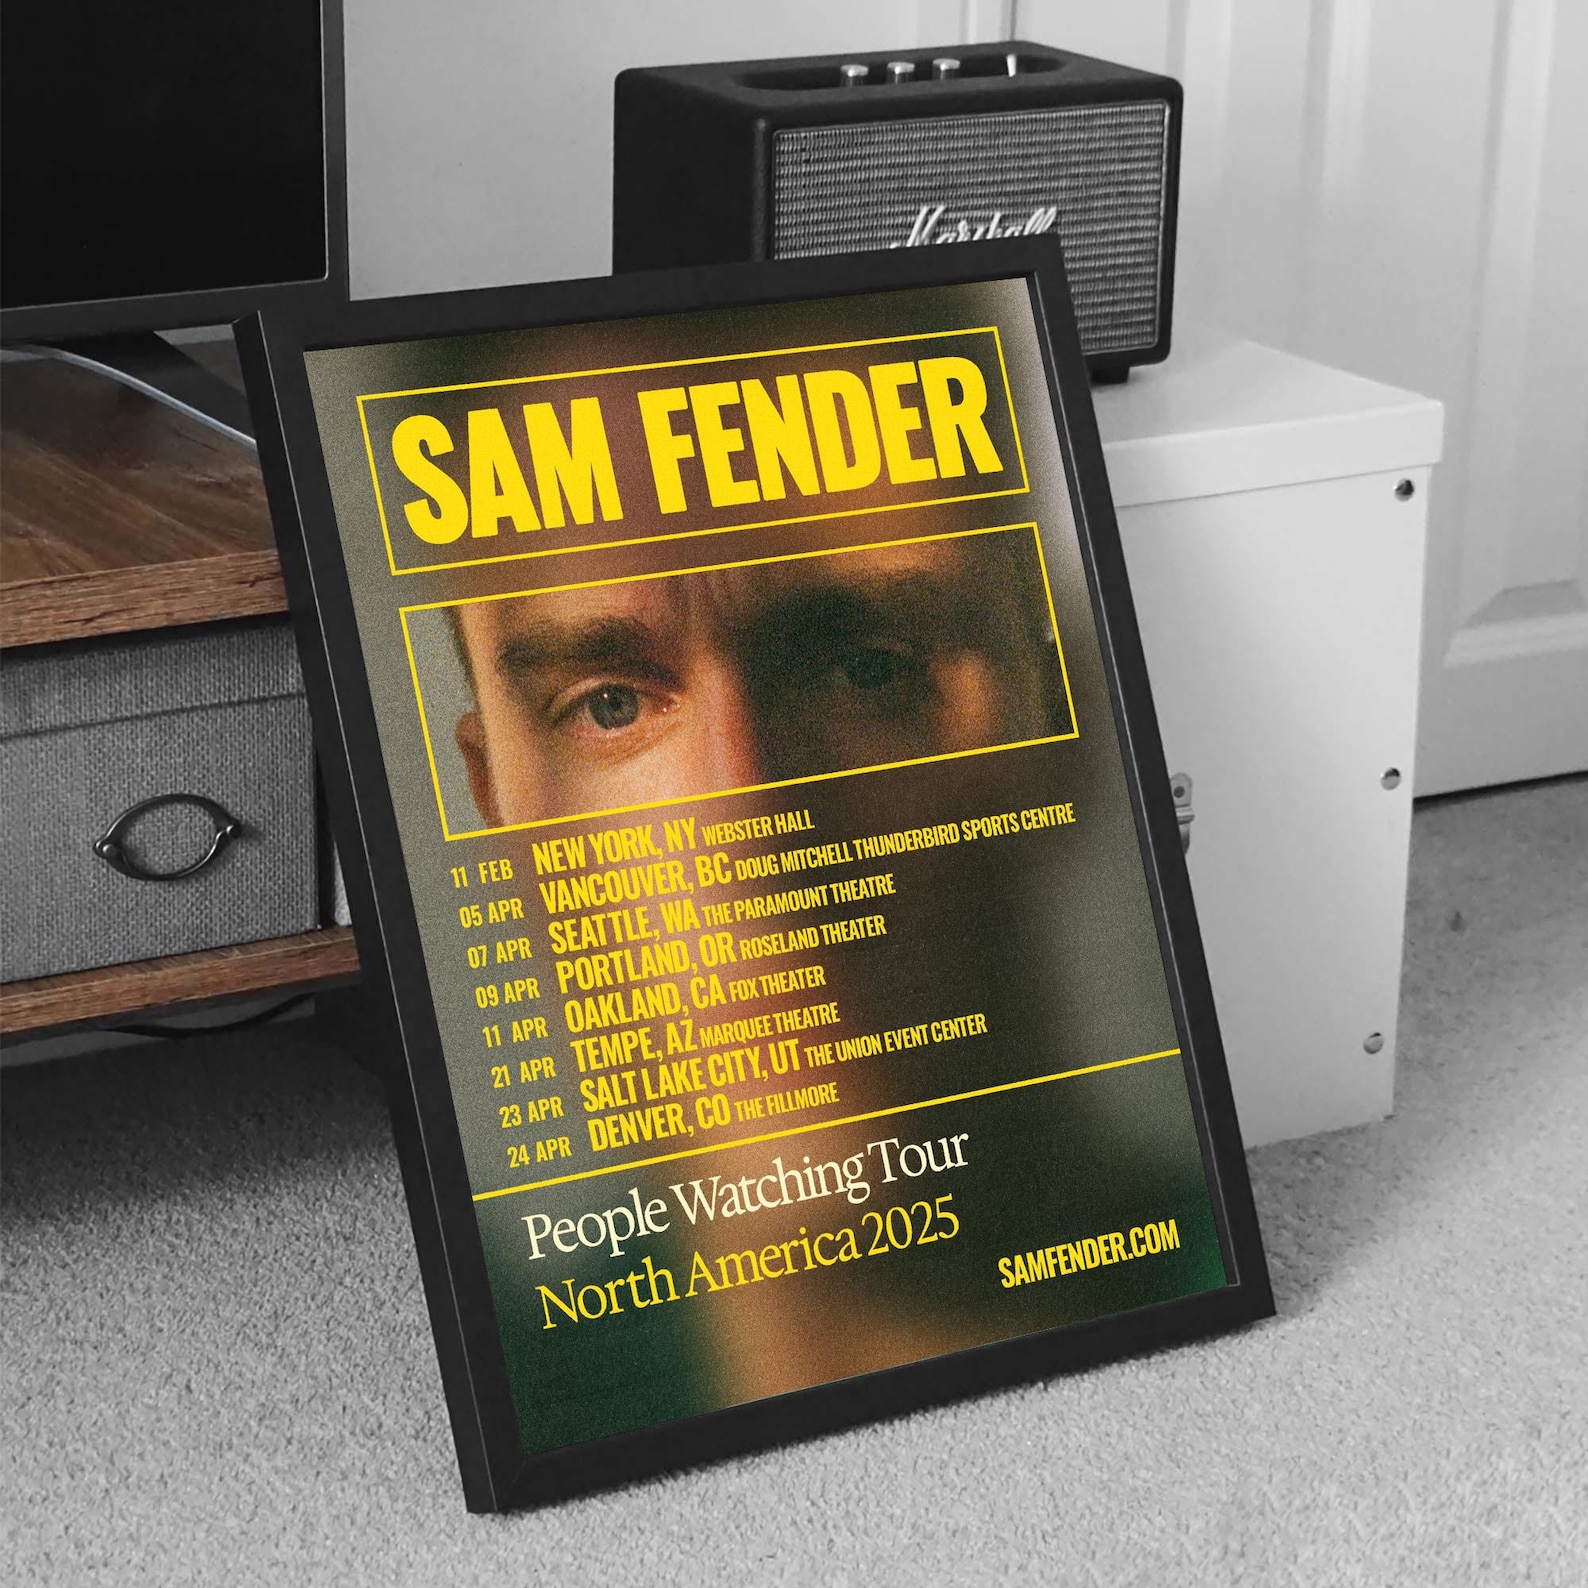 Marshall
SAM FENDER
11 FEB NEW YORK, NY WEBSTER HALL
05 APR VANCOUVER, BC DOUG MITCHELL THUNDERBIRD SPORTS CENTRE
07 APR SEATTLE, WA THE PARAMOUNT THEATRE
09 APR PORTLAND, OR ROSELAND THEATER
11 APR OAKLAND, CA FOX THEATER
21 APR TEMPE, AZ MARQUEE THEATRE
23 APR SALT LAKE CITY, UT THE UNION EVENT CENTER
24 APR DENVER, CO THE FILLMORE
People Watching Tour
North America 2025
SAMFENDER.COM